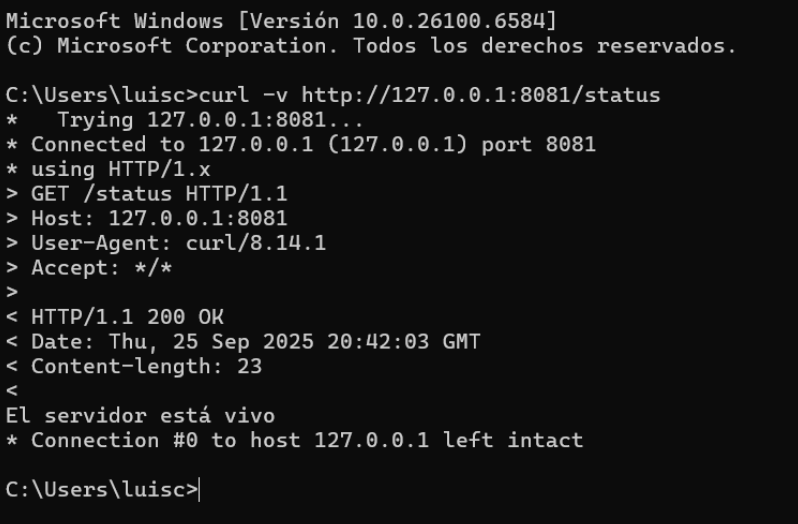 Microsoft Windows [Versión 10.0.26100.6584]
(c) Microsoft Corporation. Todos los derechos reservados.
C:\Users\luisc>curl -v http://127.0.0.1:8081/status
*   Trying 127.0.0.1:8081...
* Connected to 127.0.0.1 (127.0.0.1) port 8081
* using HTTP/1.x
> GET /status HTTP/1.1
> Host: 127.0.0.1:8081
> User-Agent: curl/8.14.1
> Accept: */*
>
< HTTP/1.1 200 OK
< Date: Thu, 25 Sep 2025 20:42:03 GMT
< Content-length: 23
<
El servidor está vivo
* Connection #0 to host 127.0.0.1 left intact
C:\Users\luisc>